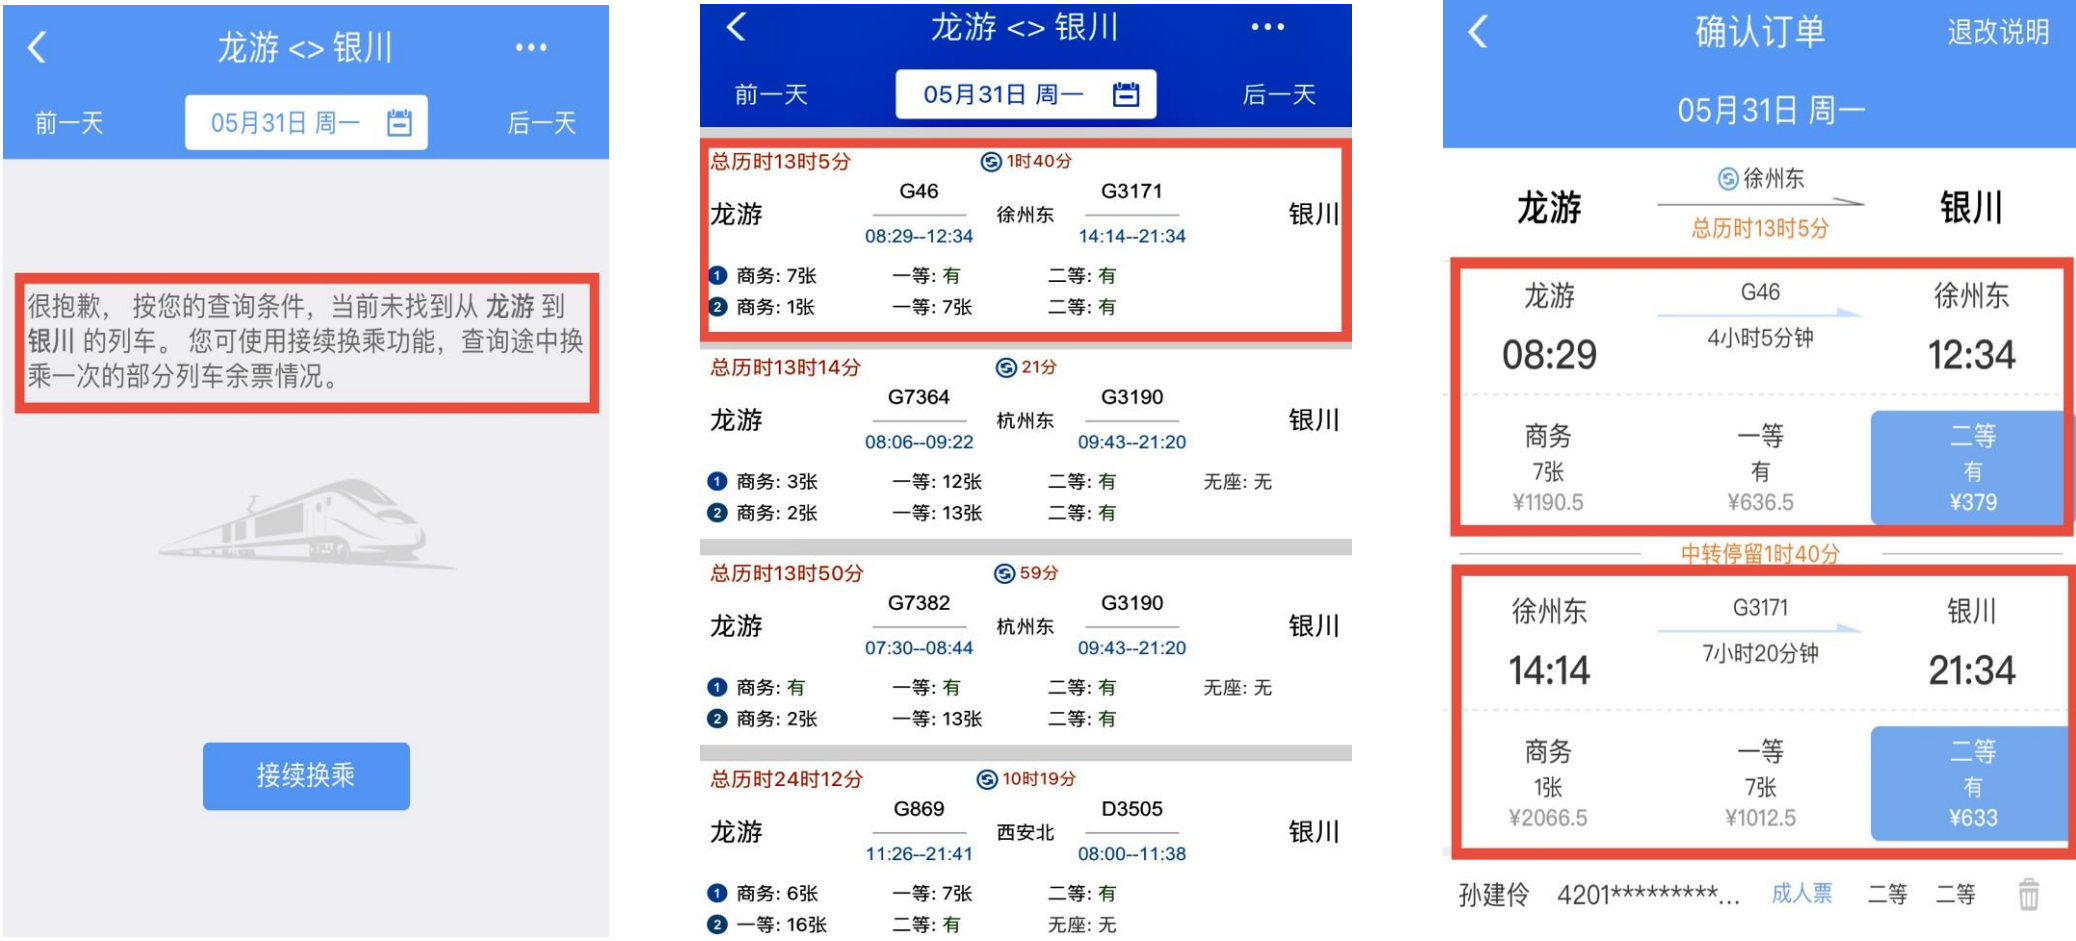 龙游 <> 银川
前一天
05月31日 周一
后一天
很抱歉， 按您的查询条件，当前未找到从 龙游 到
银川 的列车。 您可使用接续换乘功能，查询途中换
乘一次的部分列车余票情况。
接续换乘
龙游 <> 银川
前一天
05月31日 周一
后一天
总历时13时5分 1时40分
G46 G3171
龙游 徐州东 银川
08:29--12:34 14:14--21:34
1 商务: 7张 一等: 有 二等: 有
2 商务: 1张 一等: 7张 二等: 有
总历时13时14分 21分
G7364 G3190
龙游 杭州东 银川
08:06--09:22 09:43--21:20
1 商务: 3张 一等: 12张 二等: 有 无座: 无
2 商务: 2张 一等: 13张 二等: 有
总历时13时50分 59分
G7382 G3190
龙游 杭州东 银川
07:30--08:44 09:43--21:20
1 商务: 有 一等: 有 二等: 有 无座: 无
2 商务: 2张 一等: 13张 二等: 有
总历时24时12分 10时19分
G869 D3505
龙游 西安北 银川
11:26--21:41 08:00--11:38
1 商务: 6张 一等: 7张 二等: 有
2 一等: 16张 二等: 有 无座: 无
确认订单 退改说明
05月31日 周一
徐州东
龙游 银川
总历时13时5分
龙游 G46 徐州东
08:29 4小时5分钟 12:34
商务 一等 二等
7张 有 有
¥1190.5 ¥636.5 ¥379
中转停留1时40分
徐州东 G3171 银川
14:14 7小时20分钟 21:34
商务 一等 二等
1张 7张 有
¥2066.5 ¥1012.5 ¥633
孙建伶 4201*********... 成人票 二等 二等